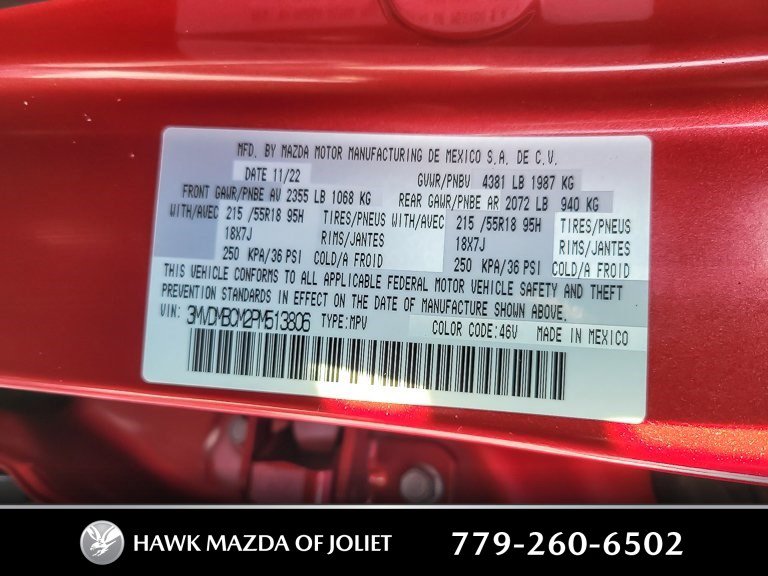 MFD. BY MAZDA MOTOR MANUFACTURING DE MEXICO S.A. DE C.V.
DATE 11/22 GVWR/PNBV 4381 LB 1987 KG
FRONT GAWR/PNBE AV 2355 LB 1068 KG REAR GAWR/PNBE AR 2072 LB 940 KG
WITH/AVEC 215 /55R18 95H TIRES/PNEUS WITH/AVEC 215 /55R18 95H TIRES/PNEUS
18X7J RIMS/JANTES 18X7J RIMS/JANTES
250 KPA/36 PSI COLD/A FROID 250 KPA/36 PSI COLD/A FROID
THIS VEHICLE CONFORMS TO ALL APPLICABLE FEDERAL MOTOR VEHICLE SAFETY AND THEFT
PREVENTION STANDARDS IN EFFECT ON THE DATE OF MANUFACTURE SHOWN ABOVE.
VIN: 3MVDMBCM2PM513806 TYPE:MPV COLOR CODE:46V MADE IN MEXICO
HAWK MAZDA OF JOLIET 779-260-6502